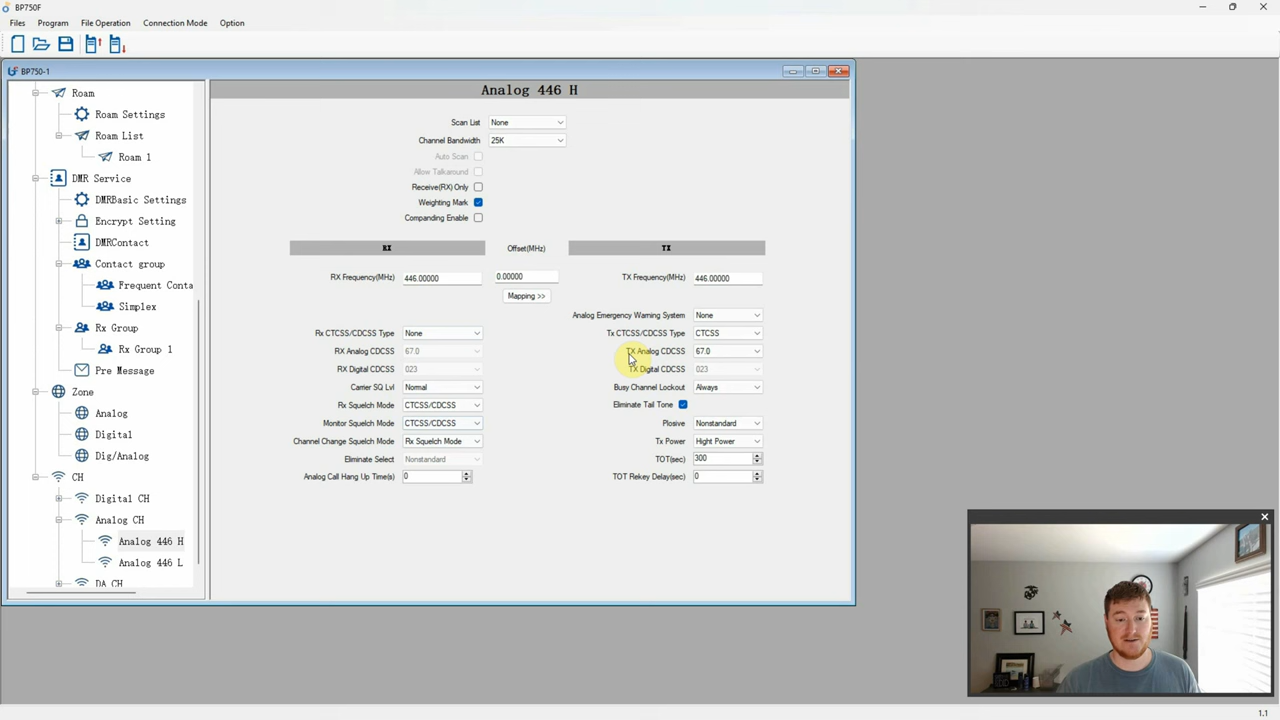 BP750F
Files Program File Operation Connection Mode Option
BP750-1
Roam
Roam Settings
Roam List
Roam 1
DMR Service
DMRBasic Settings
Encrypt Setting
DMRContact
Contact group
Frequent Conta
Simplex
Rx Group
Rx Group 1
Pre Message
Zone
Analog
Digital
Dig/Analog
CH
Digital CH
Analog CH
Analog 446 H
Analog 446 L
DA CH
Analog 446 H
Scan List None
Channel Bandwidth 25K
Auto Scan
Allow Talkaround
Receive(RX) Only
Weighting Mark
Companding Enable
RX Offset(MHz) TX
RX Frequency(MHz) 446.00000 0.00000 TX Frequency(MHz) 446.00000
Mapping >>
Analog Emergency Warning System None
Rx CTCSS/CDCSS Type None Tx CTCSS/CDCSS Type CTCSS
RX Analog CDCSS 67.0 TX Analog CDCSS 67.0
RX Digital CDCSS 023 TX Digital CDCSS 023
Carrier SQ Lvl Normal Busy Channel Lockout Always
Rx Squelch Mode CTCSS/CDCSS Eliminate Tail Tone
Monitor Squelch Mode CTCSS/CDCSS Plosive Nonstandard
Channel Change Squelch Mode Rx Squelch Mode Tx Power Hight Power
Eliminate Select Nonstandard TOT(sec) 300
Analog Call Hang Up Time(s) 0 TOT Rekey Delay(sec) 0
1.1